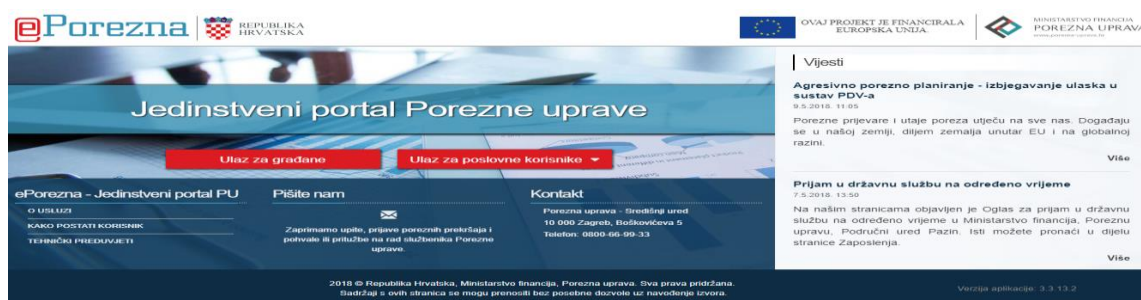 ePorezna
REPUBLIKA
HRVATSKA
OVAJ PROJEKT JE FINANCIRALA
EUROPSKA UNIJA.
MINISTARSTVO FINANCIJA
POREZNA UPRAVA
www.porezna-uprava.hr
Jedinstveni portal Porezne uprave
Ulaz za građane
Ulaz za poslovne korisnike
ePorezna - Jedinstveni portal PU
O USLUZI
KAKO POSTATI KORISNIK
TEHNIČKI PREDUVJETI
Pišite nam
Zaprimamo upite, prijave poreznih prekršaja i
pohvale ili pritužbe na rad službenika Porezne
uprave.
Kontakt
Porezna uprava - Središnji ured
10 000 Zagreb, Boškovićeva 5
Telefon: 0800-66-99-33
Vijesti
Agresivno porezno planiranje - izbjegavanje ulaska u
sustav PDV-a
9.5.2018. 11:05
Porezne prijevare i utaje poreza utječu na sve nas. Događaju
se u našoj zemlji, diljem zemalja unutar EU i na globalnoj
razini.
Više
Prijam u državnu službu na određeno vrijeme
7.5.2018. 13:50
Na našim stranicama objavljen je Oglas za prijam u državnu
službu na određeno vrijeme u Ministarstvo financija, Poreznu
upravu, Područni ured Pazin. Isti možete pronaći u dijelu
stranice Zaposlenja.
Više
2018 © Republika Hrvatska, Ministarstvo financija, Porezna uprava. Sva prava pridržana.
Sadržaji s ovih stranica se mogu prenositi bez posebne dozvole uz navođenje izvora.
Verzija aplikacije: 3.3.13.2